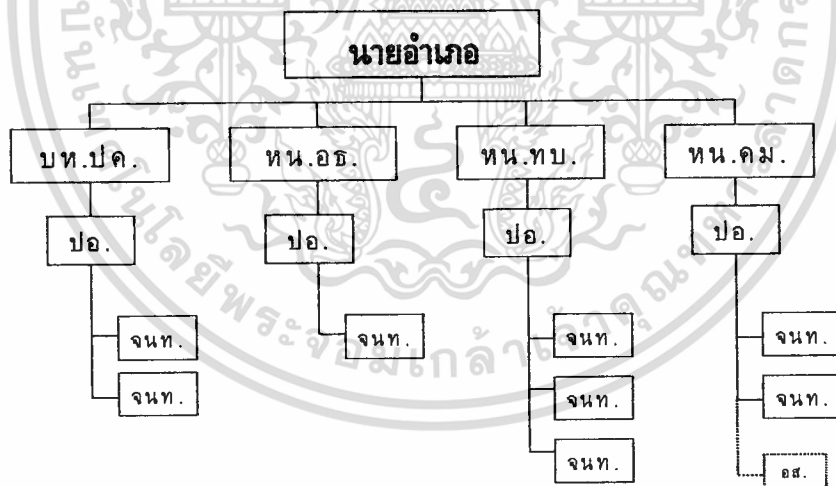 นายอำเภอ
บห.ปค. หน.อธ. หน.ทบ. หน.คม.
ปอ. ปอ. ปอ. ปอ.
จนท. จนท. จนท. จนท.
จนท. จนท. จนท.
จนท. อส.